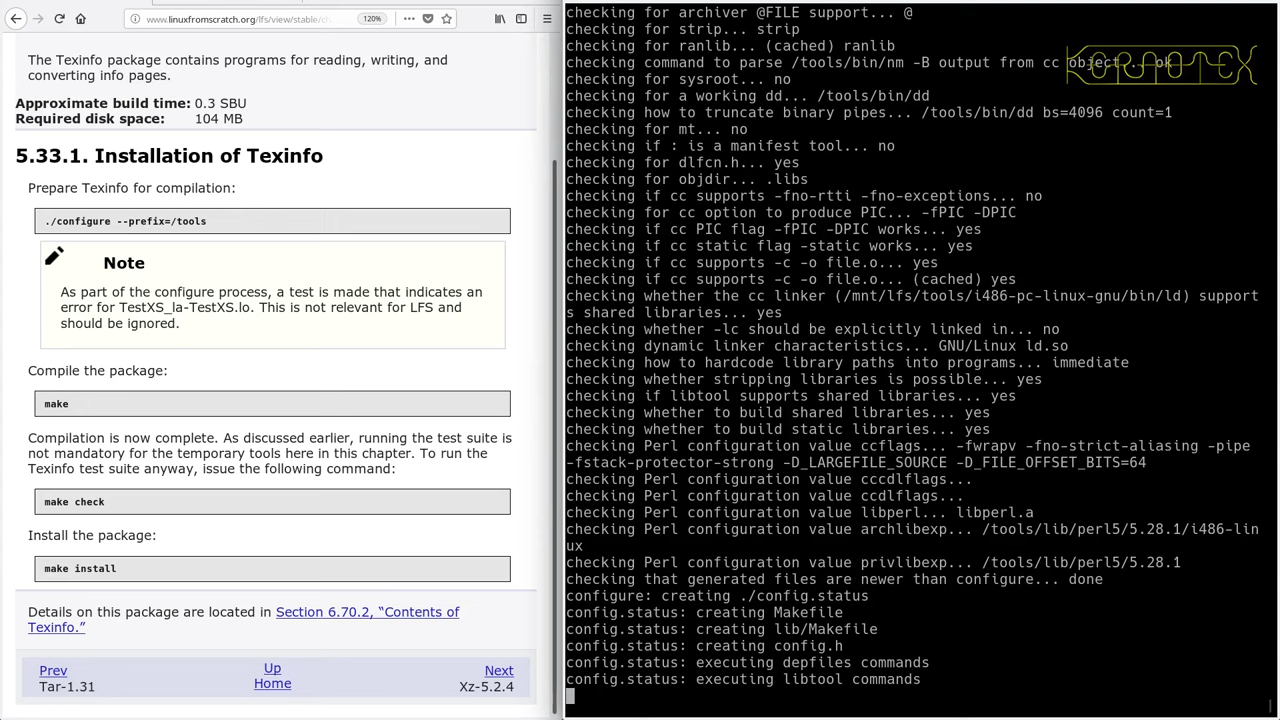 www.linuxfromscratch.org/lfs/view/stable/ch
120%
The Texinfo package contains programs for reading, writing, and
converting info pages.
Approximate build time: 0.3 SBU
Required disk space: 104 MB
5.33.1. Installation of Texinfo
Prepare Texinfo for compilation:
./configure --prefix=/tools
Note
As part of the configure process, a test is made that indicates an
error for TestXS_la-TestXS.lo. This is not relevant for LFS and
should be ignored.
Compile the package:
make
Compilation is now complete. As discussed earlier, running the test suite is
not mandatory for the temporary tools here in this chapter. To run the
Texinfo test suite anyway, issue the following command:
make check
Install the package:
make install
Details on this package are located in Section 6.70.2, “Contents of
Texinfo.”
Prev
Up
Next
Tar-1.31
Home
Xz-5.2.4
checking for archiver @FILE support... @
checking for strip... strip
checking for ranlib... (cached) ranlib
checking command to parse /tools/bin/nm -B output from cc object... ok
checking for sysroot... no
checking for a working dd... /tools/bin/dd
checking how to truncate binary pipes... /tools/bin/dd bs=4096 count=1
checking for mt... no
checking if : is a manifest tool... no
checking for dlfcn.h... yes
checking for objdir... .libs
checking if cc supports -fno-rtti -fno-exceptions... no
checking for cc option to produce PIC... -fPIC -DPIC
checking if cc PIC flag -fPIC -DPIC works... yes
checking if cc static flag -static works... yes
checking if cc supports -c -o file.o... yes
checking if cc supports -c -o file.o... (cached) yes
checking whether the cc linker (/mnt/lfs/tools/i486-pc-linux-gnu/bin/ld) support
s shared libraries... yes
checking whether -lc should be explicitly linked in... no
checking dynamic linker characteristics... GNU/Linux ld.so
checking how to hardcode library paths into programs... immediate
checking whether stripping libraries is possible... yes
checking if libtool supports shared libraries... yes
checking whether to build shared libraries... yes
checking whether to build static libraries... yes
checking Perl configuration value ccflags... -fwrapv -fno-strict-aliasing -pipe
-fstack-protector-strong -D_LARGEFILE_SOURCE -D_FILE_OFFSET_BITS=64
checking Perl configuration value cccdlflags...
checking Perl configuration value ccdlflags...
checking Perl configuration value libperl... libperl.a
checking Perl configuration value archlibexp... /tools/lib/perl5/5.28.1/i486-lin
ux
checking Perl configuration value privlibexp... /tools/lib/perl5/5.28.1
checking that generated files are newer than configure... done
configure: creating ./config.status
config.status: creating Makefile
config.status: creating lib/Makefile
config.status: creating config.h
config.status: executing depfiles commands
config.status: executing libtool commands